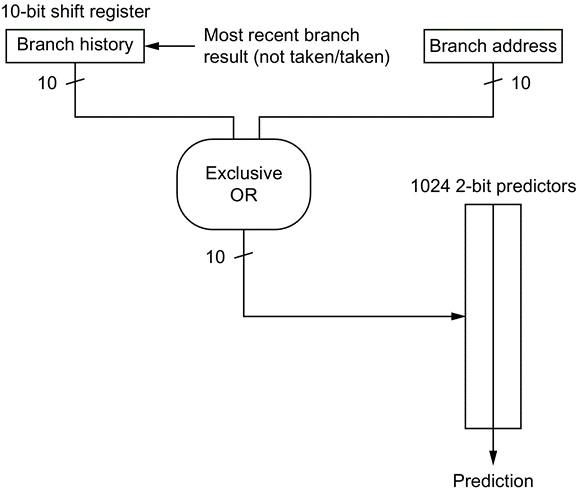 10-bit shift register
Branch history
Most recent branch
result (not taken/taken)
Branch address
10
10
Exclusive
OR
1024 2-bit predictors
10
Prediction